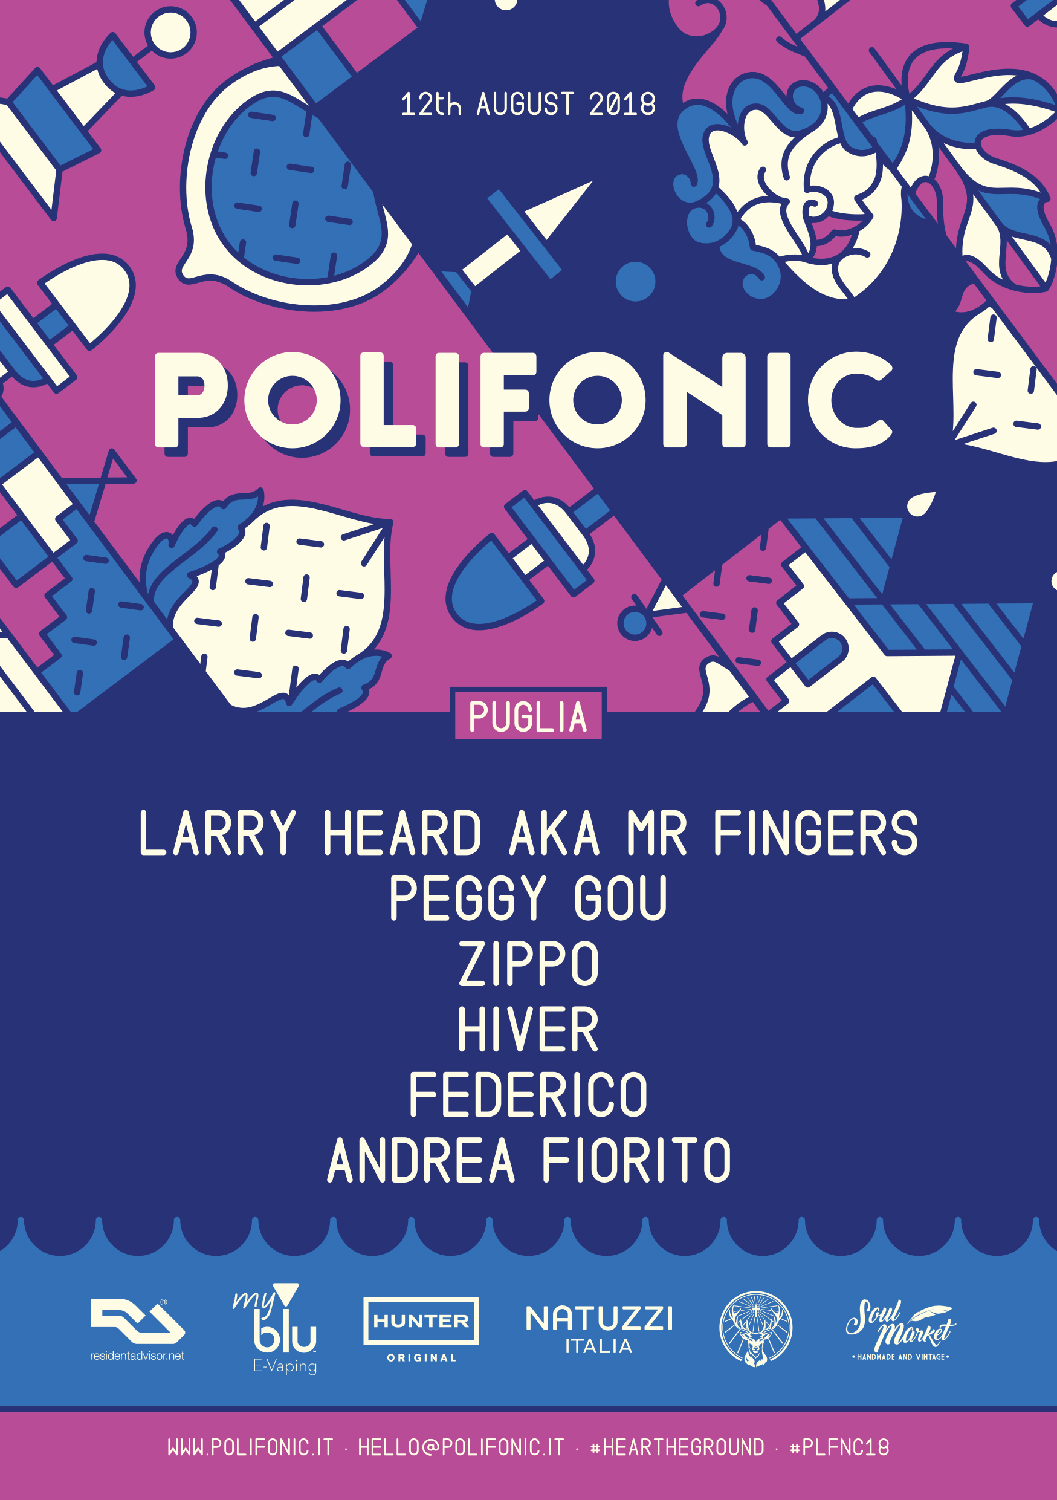 12th AUGUST 2018
POLIFONIC
PUGLIA
LARRY HEARD AKA MR FINGERS
PEGGY GOU
ZIPPO
HIVER
FEDERICO
ANDREA FIORITO
residentadvisor.net
my
blu
E-Vaping
HUNTER
ORIGINAL
NATUZZI
ITALIA
Soul
Market
• HANDMADE AND VINTAGE •
WWW.POLIFONIC.IT · HELLO@POLIFONIC.IT · #HEARTHEGROUND · #PLFNC18